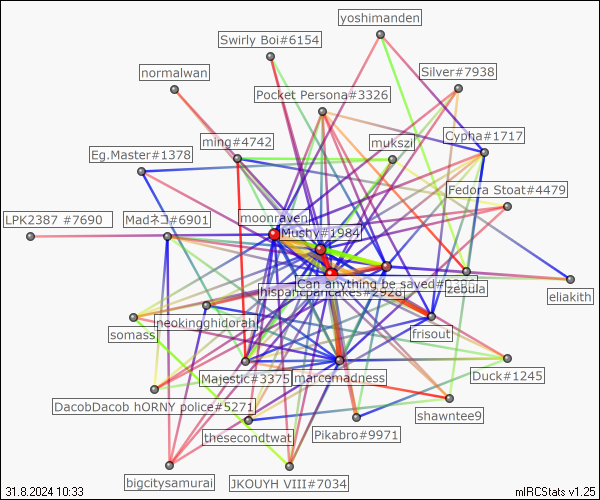 yoshimanden
Swirly Boi#6154
normalwan
Silver#7938
Pocket Persona#3326
ming#4742
mukszi
Cypha#1717
Eg.Master#1378
Fedora Stoat#4479
LPK2387 #7690
Madネコ#6901
moonraven
Mushy#1984
Can anything be saved
hispanicpancakes#2926
zebula
eliakith
neokingghidorah
somass
frisout
Majestic#3375
marcemadness
Duck#1245
DacobDacob hORNY police#5271
shawntee9
thesecondtwat
Pikabro#9971
bigcitysamurai
JKOUYH VIII#7034
31.8.2024 10:33
mIRCStats v1.25